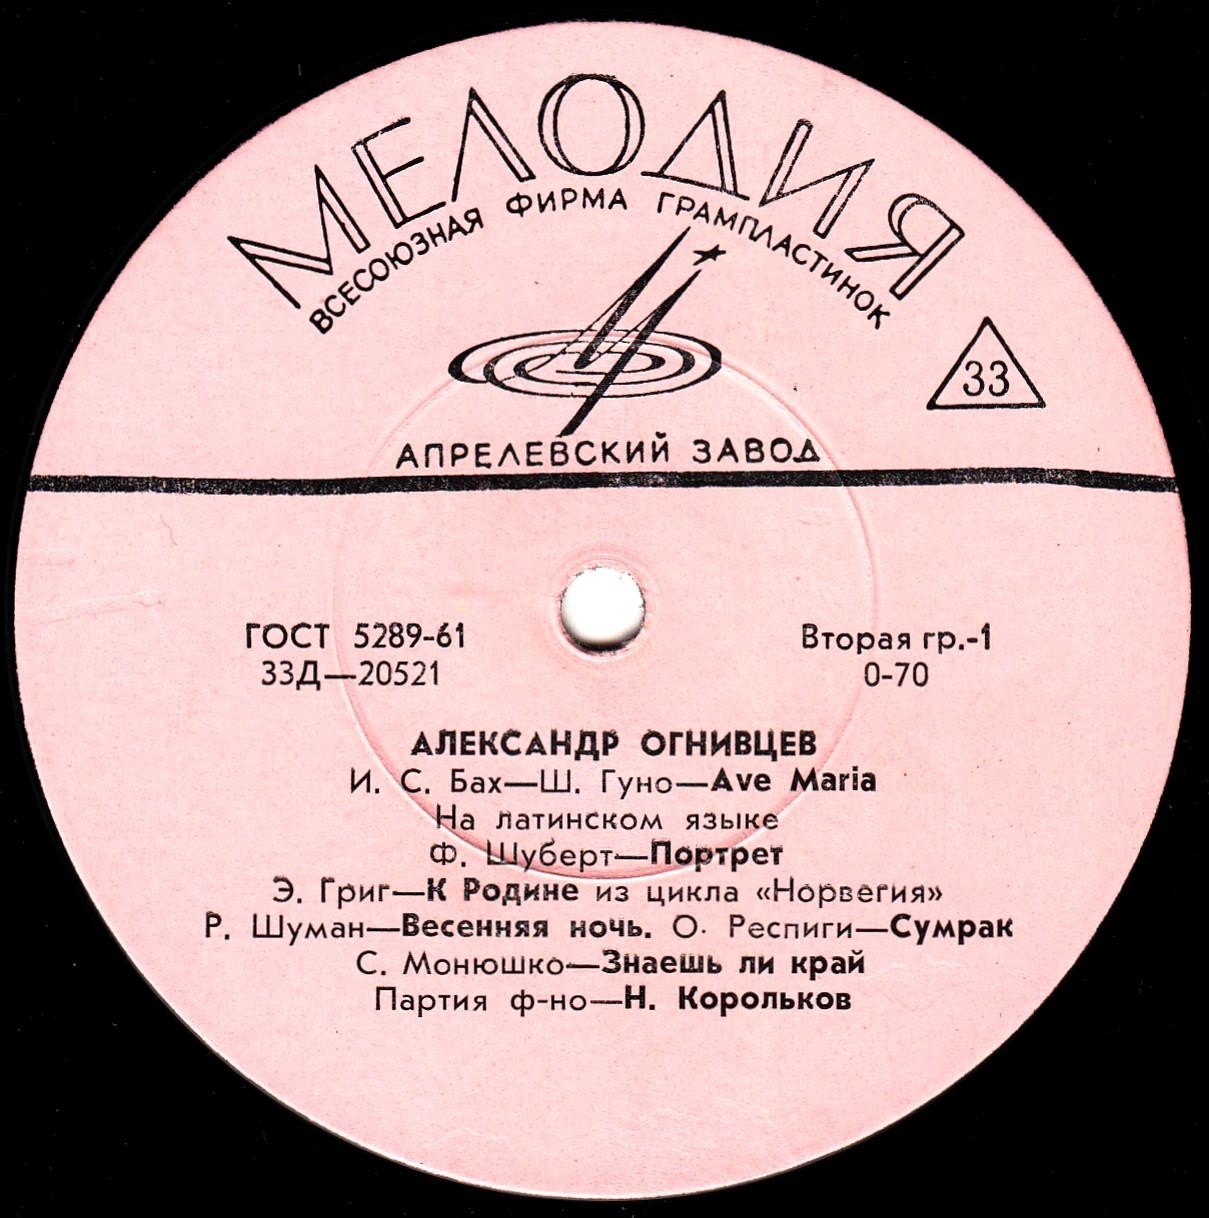 МЕЛОДИЯ
ВСЕСОЮЗНАЯ ФИРМА ГРАМПЛАСТИНОК
33
АПРЕЛЕВСКИЙ ЗАВОД
ГОСТ 5289-61 Вторая гр.-1
33Д—20521 0-70
АЛЕКСАНДР ОГНИВЦЕВ
И. С. Бах—Ш. Гуно—Ave Maria
На латинском языке
Ф. Шуберт—Портрет
Э. Григ—К Родине из цикла «Норвегия»
Р. Шуман—Весенняя ночь. О. Респиги—Сумрак
С. Монюшко—Знаешь ли край
Партия ф-но—Н. Корольков